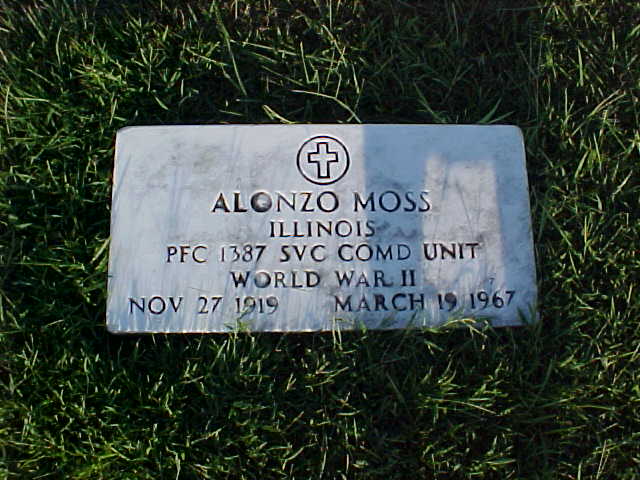 ALONZO MOSS
ILLINOIS
PFC 1387 SVC COMD UNIT
WORLD WAR II
NOV 27 1919 MARCH 19 1967